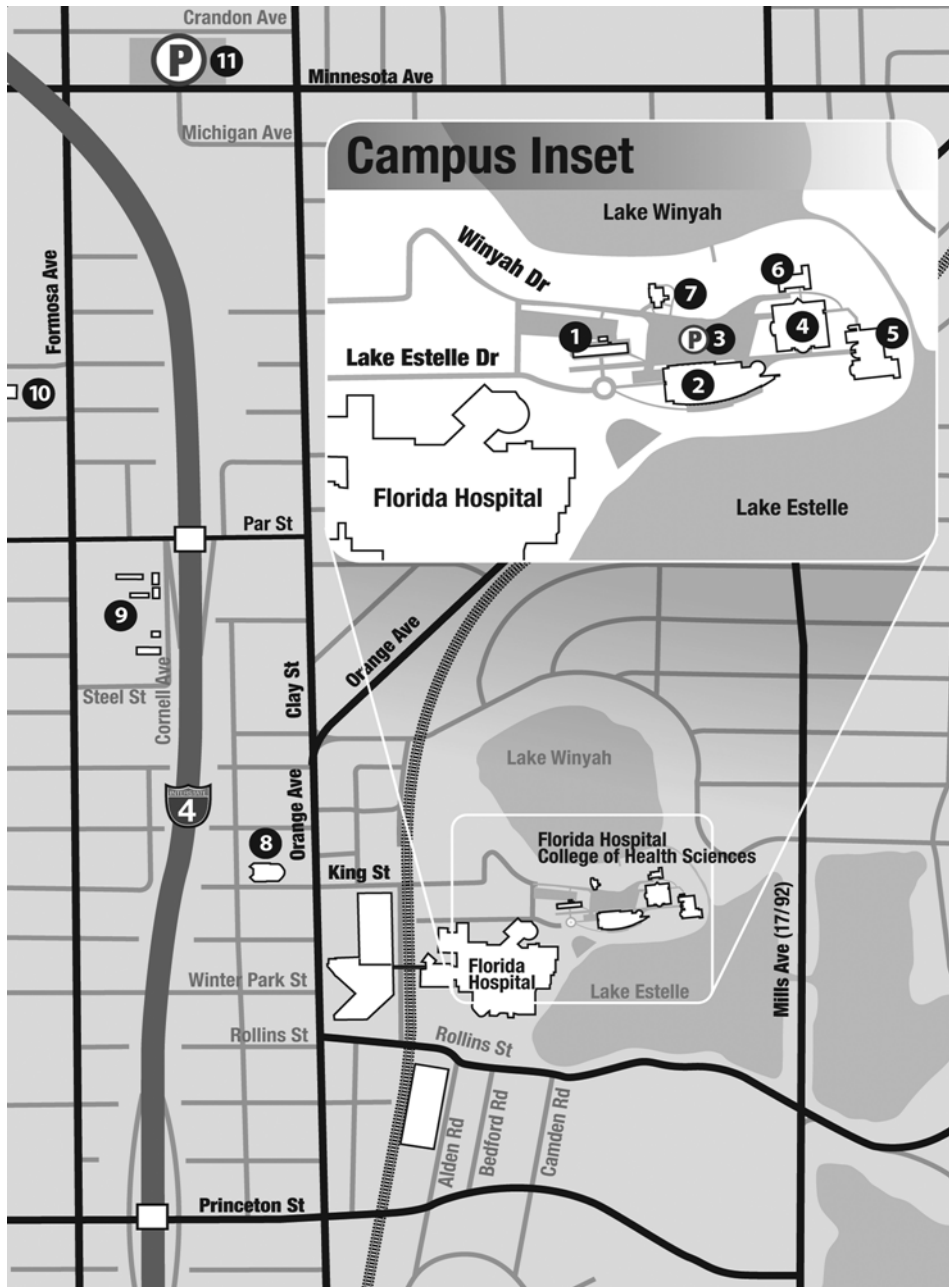 Crandon Ave
P 11
Minnesota Ave
Michigan Ave
Campus Inset
Lake Winyah
Winyah Dr
Formosa Ave
6
7
1
P 3
4
5
Lake Estelle Dr
2
10
Florida Hospital
Lake Estelle
Par St
9
Orange Ave
Steel St
Cornell Ave
Clay St
Lake Winyah
INTERSTATE
4
Orange Ave
8
Florida Hospital
College of Health Sciences
King St
Mills Ave (17/92)
Florida
Hospital
Winter Park St
Lake Estelle
Rollins St
Rollins St
Alden Rd
Bedford Rd
Camden Rd
Princeton St